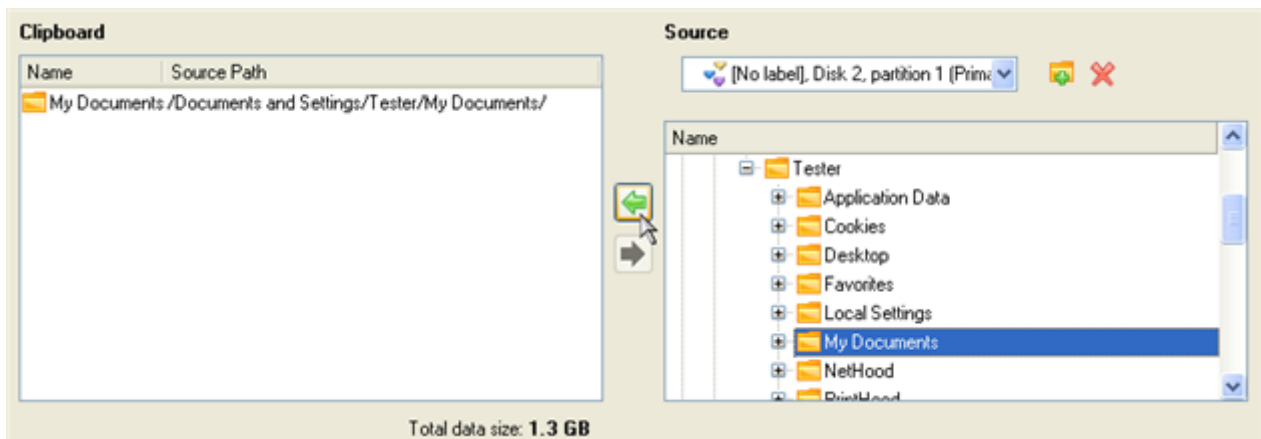 Clipboard
Source
Name Source Path
[No label], Disk 2, partition 1 (Prima
My Documents /Documents and Settings/Tester/My Documents/
Name
Tester
Application Data
Cookies
Desktop
Favorites
Local Settings
My Documents
NetHood
PrintHood
Total data size: 1.3 GB